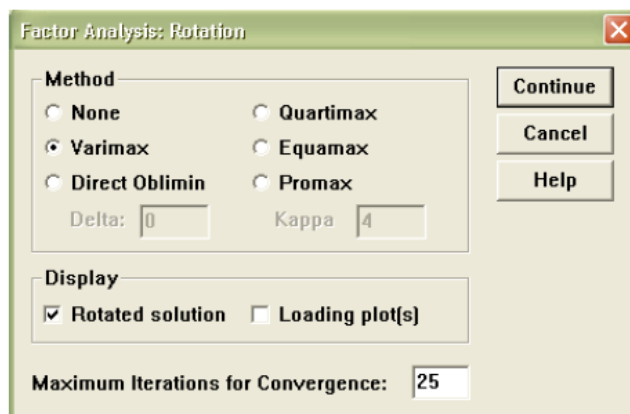 Factor Analysis: Rotation
Method
None
Quartimax
Varimax
Equamax
Direct Oblimin
Promax
Delta: 0
Kappa 4
Display
Rotated solution
Loading plot(s)
Maximum Iterations for Convergence: 25
Continue
Cancel
Help